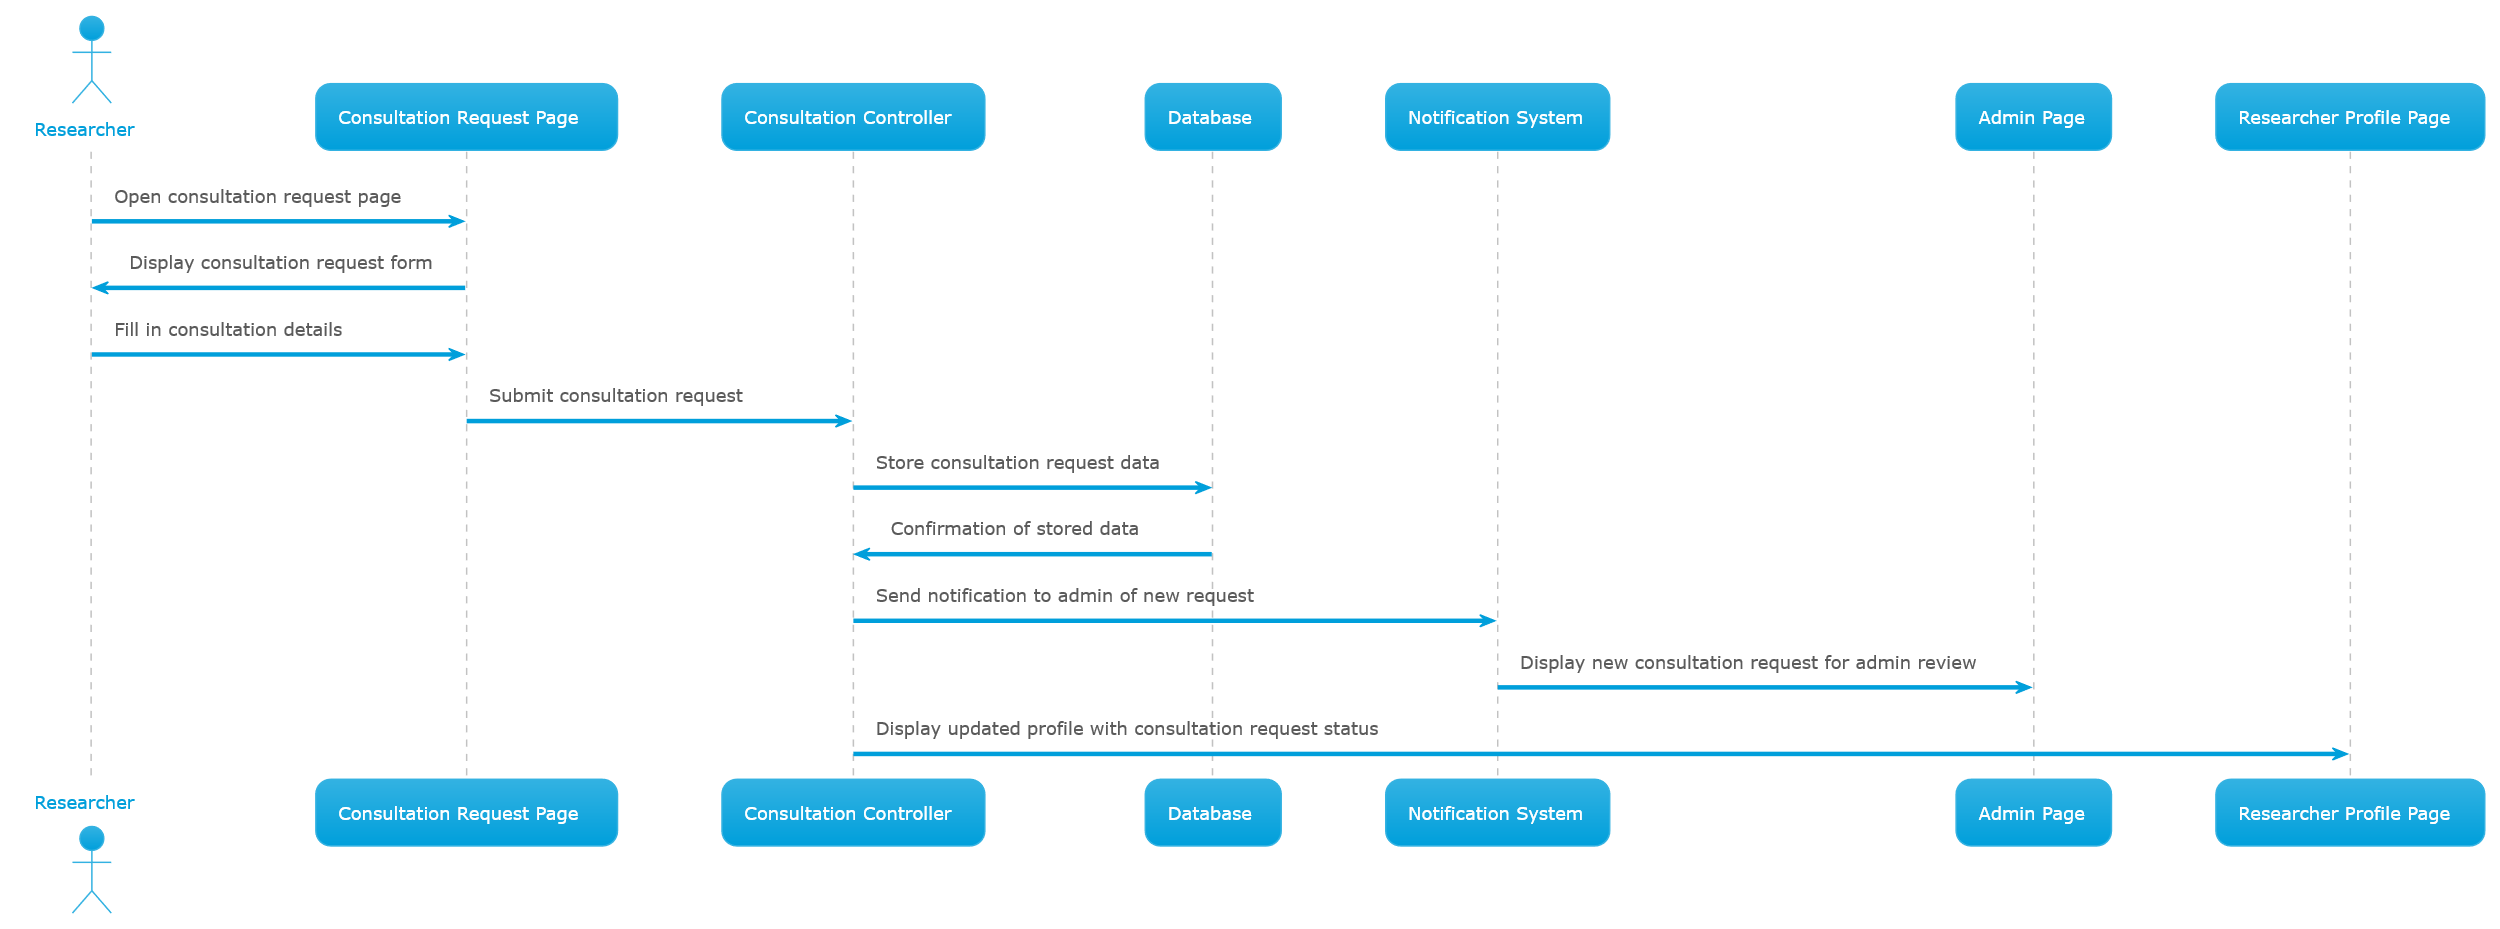 Researcher
Consultation Request Page
Consultation Controller
Database
Notification System
Admin Page
Researcher Profile Page
Open consultation request page
Display consultation request form
Fill in consultation details
Submit consultation request
Store consultation request data
Confirmation of stored data
Send notification to admin of new request
Display new consultation request for admin review
Display updated profile with consultation request status
Researcher
Consultation Request Page
Consultation Controller
Database
Notification System
Admin Page
Researcher Profile Page